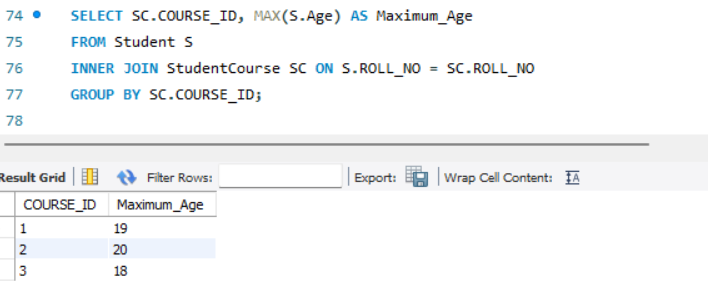 74 SELECT SC.COURSE_ID, MAX(S.Age) AS Maximum_Age
75 FROM Student S
76 INNER JOIN StudentCourse SC ON S.ROLL_NO = SC.ROLL_NO
77 GROUP BY SC.COURSE_ID;
78
Result Grid Filter Rows: Export: Wrap Cell Content: IA
COURSE_ID Maximum_Age
1 19
2 20
3 18